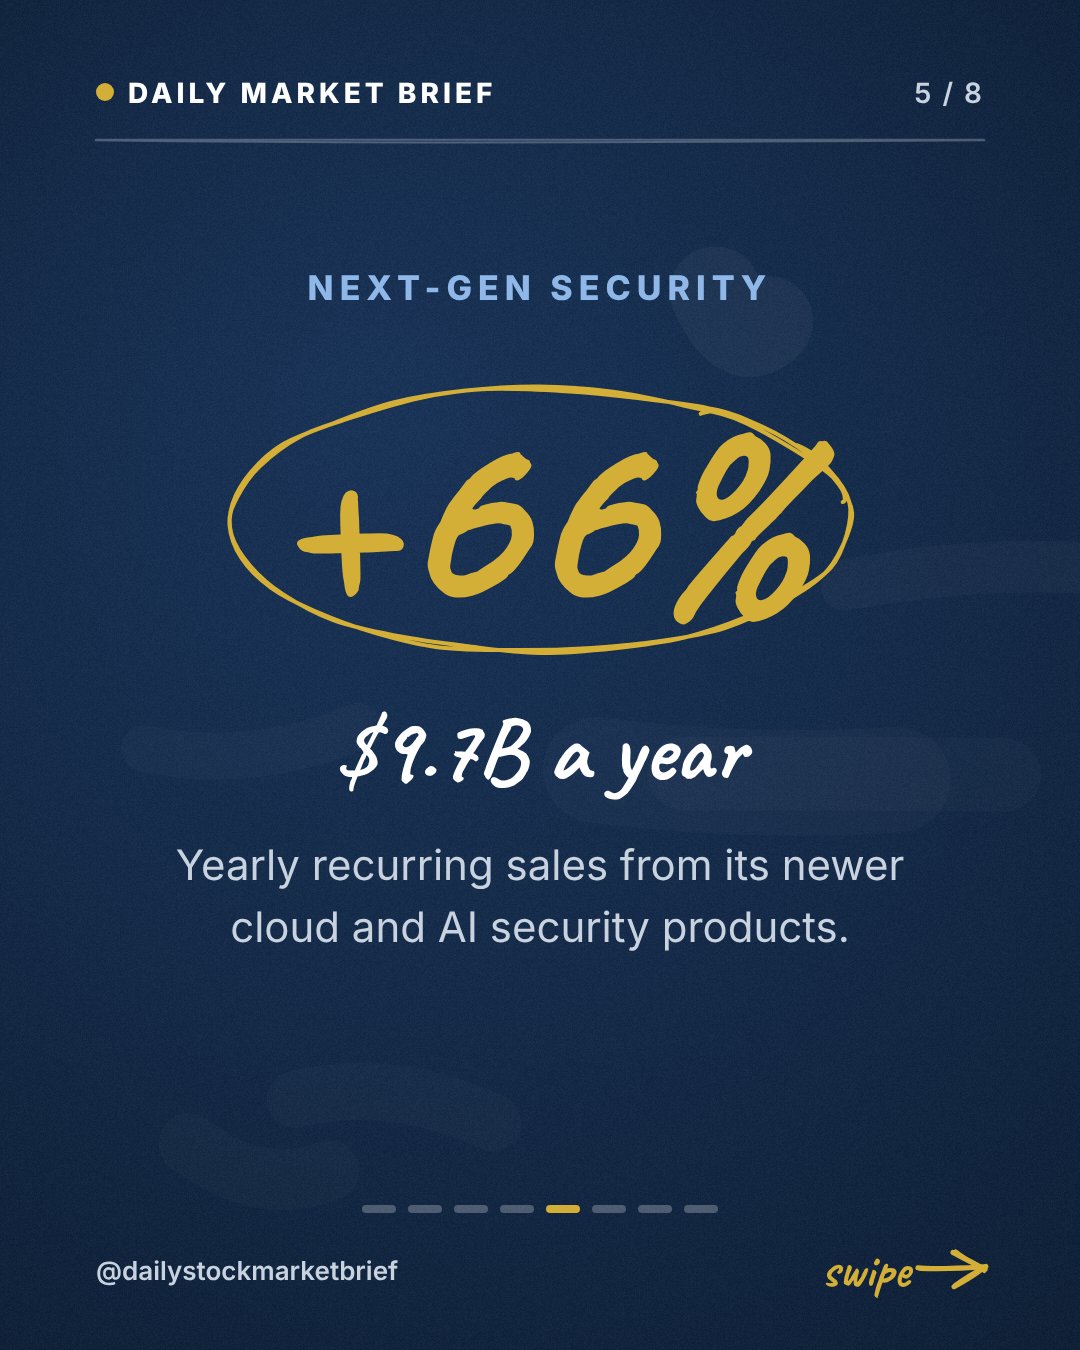 DAILY MARKET BRIEF
5 / 8
NEXT-GEN SECURITY
+66%
$9.7B a year
Yearly recurring sales from its newer
cloud and AI security products.
@dailystockmarketbrief
swipe